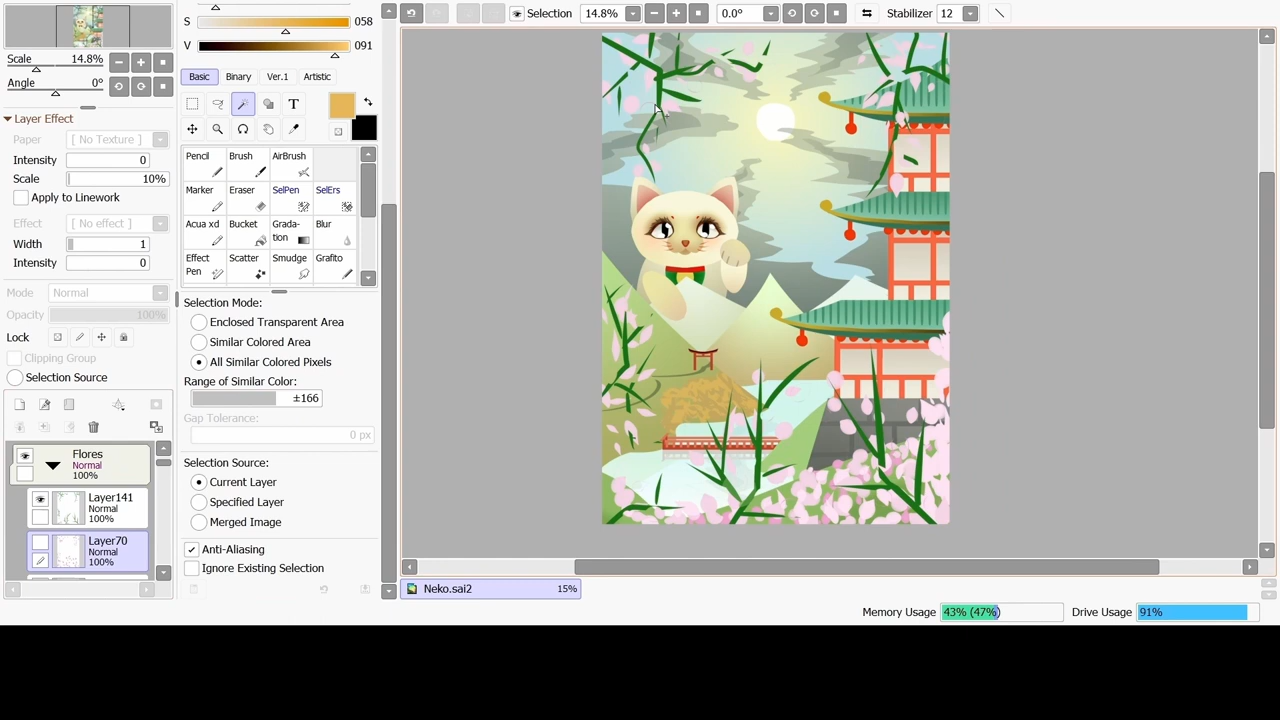 S 058
V 091
Selection 14.8% 0.0° Stabilizer 12
Scale 14.8%
Angle 0°
Basic Binary Ver.1 Artistic
T
Layer Effect
Paper [ No Texture ]
Intensity 0
Scale 10%
Apply to Linework
Effect [ No effect ]
Width 1
Intensity 0
Mode Normal
Opacity 100%
Lock
Clipping Group
Selection Source
Flores
Normal
100%
Layer141
Normal
100%
Layer70
Normal
100%
Pencil Brush AirBrush
Marker Eraser SelPen SelErs
Acua xd Bucket Grada-tion Blur
Effect Pen Scatter Smudge Grafito
Selection Mode:
Enclosed Transparent Area
Similar Colored Area
All Similar Colored Pixels
Range of Similar Color:
±166
Gap Tolerance:
0 px
Selection Source:
Current Layer
Specified Layer
Merged Image
Anti-Aliasing
Ignore Existing Selection
Neko.sai2 15%
Memory Usage 43% (47%) Drive Usage 91%